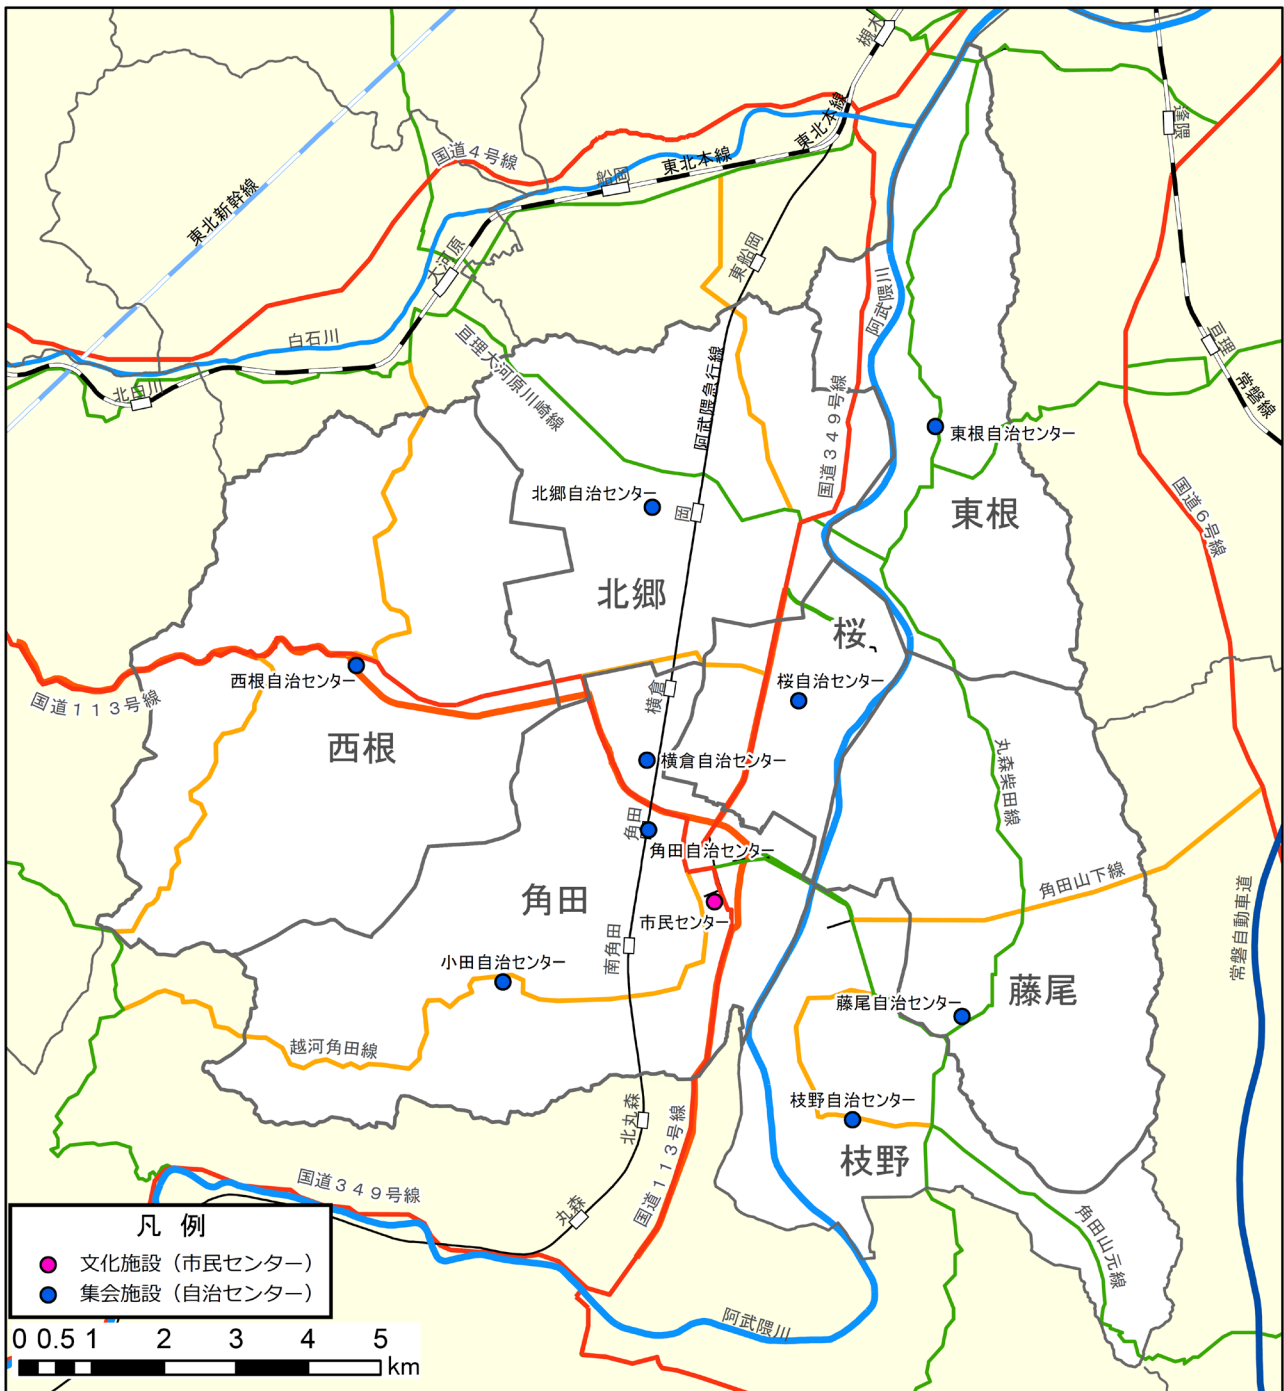 槻木
逢隈
国道4号線
東北本線
東北本線
船岡
東北新幹線
大河原
東船岡
阿武隈川
白石川
亘理大河原川崎線
阿武隈急行線
国道349号線
亘理
常磐線
北白川
東根自治センター
北郷自治センター
岡
東根
国道6号線
北郷
桜
西根自治センター
桜自治センター
国道113号線
横倉
西根
横倉自治センター
丸森柴田線
角田
角田自治センター
角田山下線
角田
市民センター
南角田
常磐自動車道
小田自治センター
藤尾
藤尾自治センター
越河角田線
枝野自治センター
北丸森
枝野
国道113号線
国道349号線
丸森
角田山元線
凡 例
文化施設（市民センター）
集会施設（自治センター）
阿武隈川
0 0.5 1 2 3 4 5
km